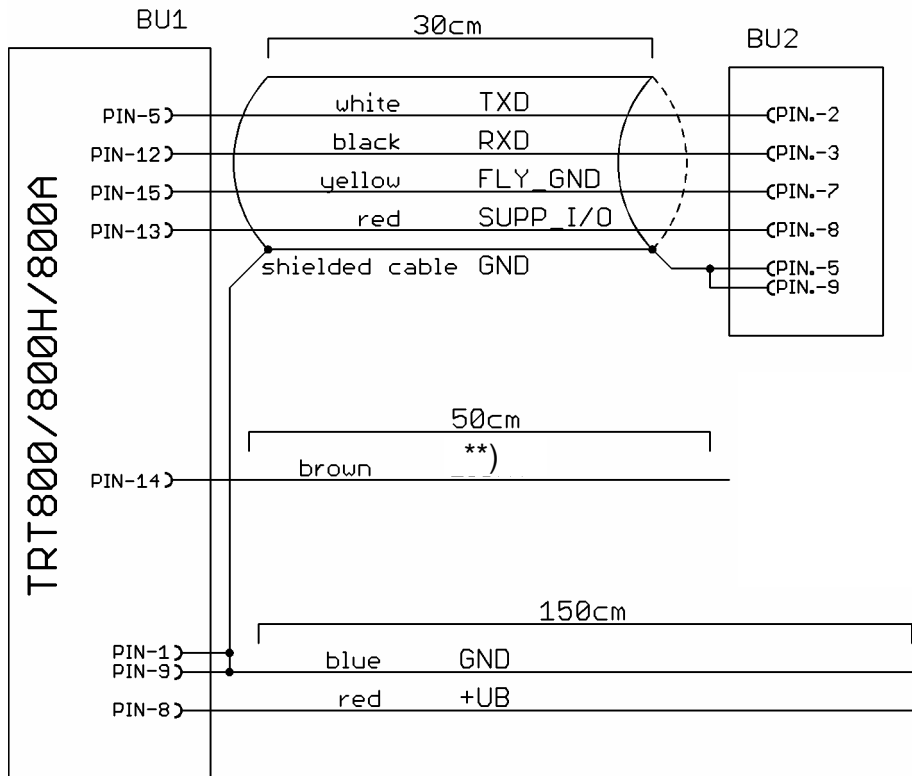 BU1
30cm
BU2
PIN-5 white TXD PIN.-2
PIN-12 black RXD PIN.-3
PIN-15 yellow FLY_GND PIN.-7
PIN-13 red SUPP_I/O PIN.-8
shielded cable GND PIN.-5
PIN.-9
TRT800/800H/800A
50cm
**)
PIN-14 brown
150cm
PIN-1
PIN-9 blue GND
PIN-8 red +UB